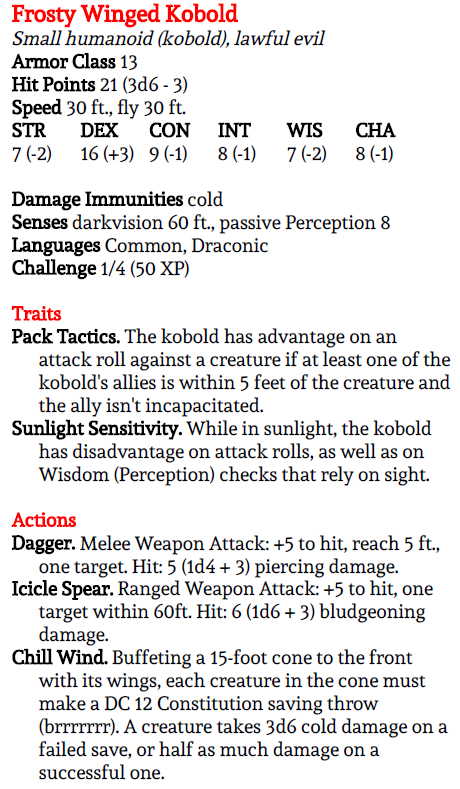 Frosty Winged Kobold
Small humanoid (kobold), lawful evil
Armor Class 13
Hit Points 21 (3d6 - 3)
Speed 30 ft., fly 30 ft.
STR DEX CON INT WIS CHA
7 (-2) 16 (+3) 9 (-1) 8 (-1) 7 (-2) 8 (-1)
Damage Immunities cold
Senses darkvision 60 ft., passive Perception 8
Languages Common, Draconic
Challenge 1/4 (50 XP)
Traits
Pack Tactics. The kobold has advantage on an
attack roll against a creature if at least one of the
kobold's allies is within 5 feet of the creature and
the ally isn't incapacitated.
Sunlight Sensitivity. While in sunlight, the kobold
has disadvantage on attack rolls, as well as on
Wisdom (Perception) checks that rely on sight.
Actions
Dagger. Melee Weapon Attack: +5 to hit, reach 5 ft.,
one target. Hit: 5 (1d4 + 3) piercing damage.
Icicle Spear. Ranged Weapon Attack: +5 to hit, one
target within 60ft. Hit: 6 (1d6 + 3) bludgeoning
damage.
Chill Wind. Buffeting a 15-foot cone to the front
with its wings, each creature in the cone must
make a DC 12 Constitution saving throw
(brrrrrrr). A creature takes 3d6 cold damage on a
failed save, or half as much damage on a
successful one.